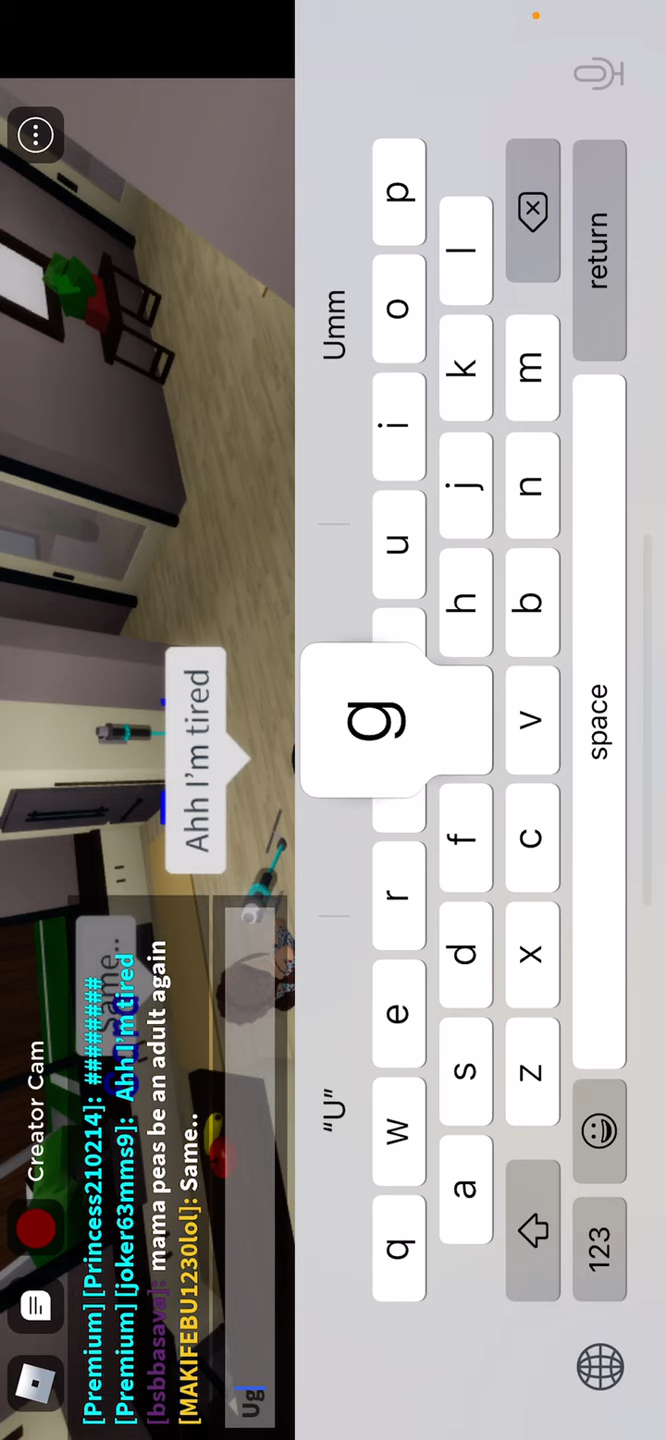 Creator Cam
Same..
Ahh I'm tired
[Premium] [Princess210214]: #########
[Premium] [joker63mms9]: Ahh I'm tired
[bsbbasava]: mama peas be an adult again
[MAKIFEBU1230lol]: Same..
Ug
“U”
Umm
q w e r u i o p
a s d f g h j k l
z x c v b n m
123 space return